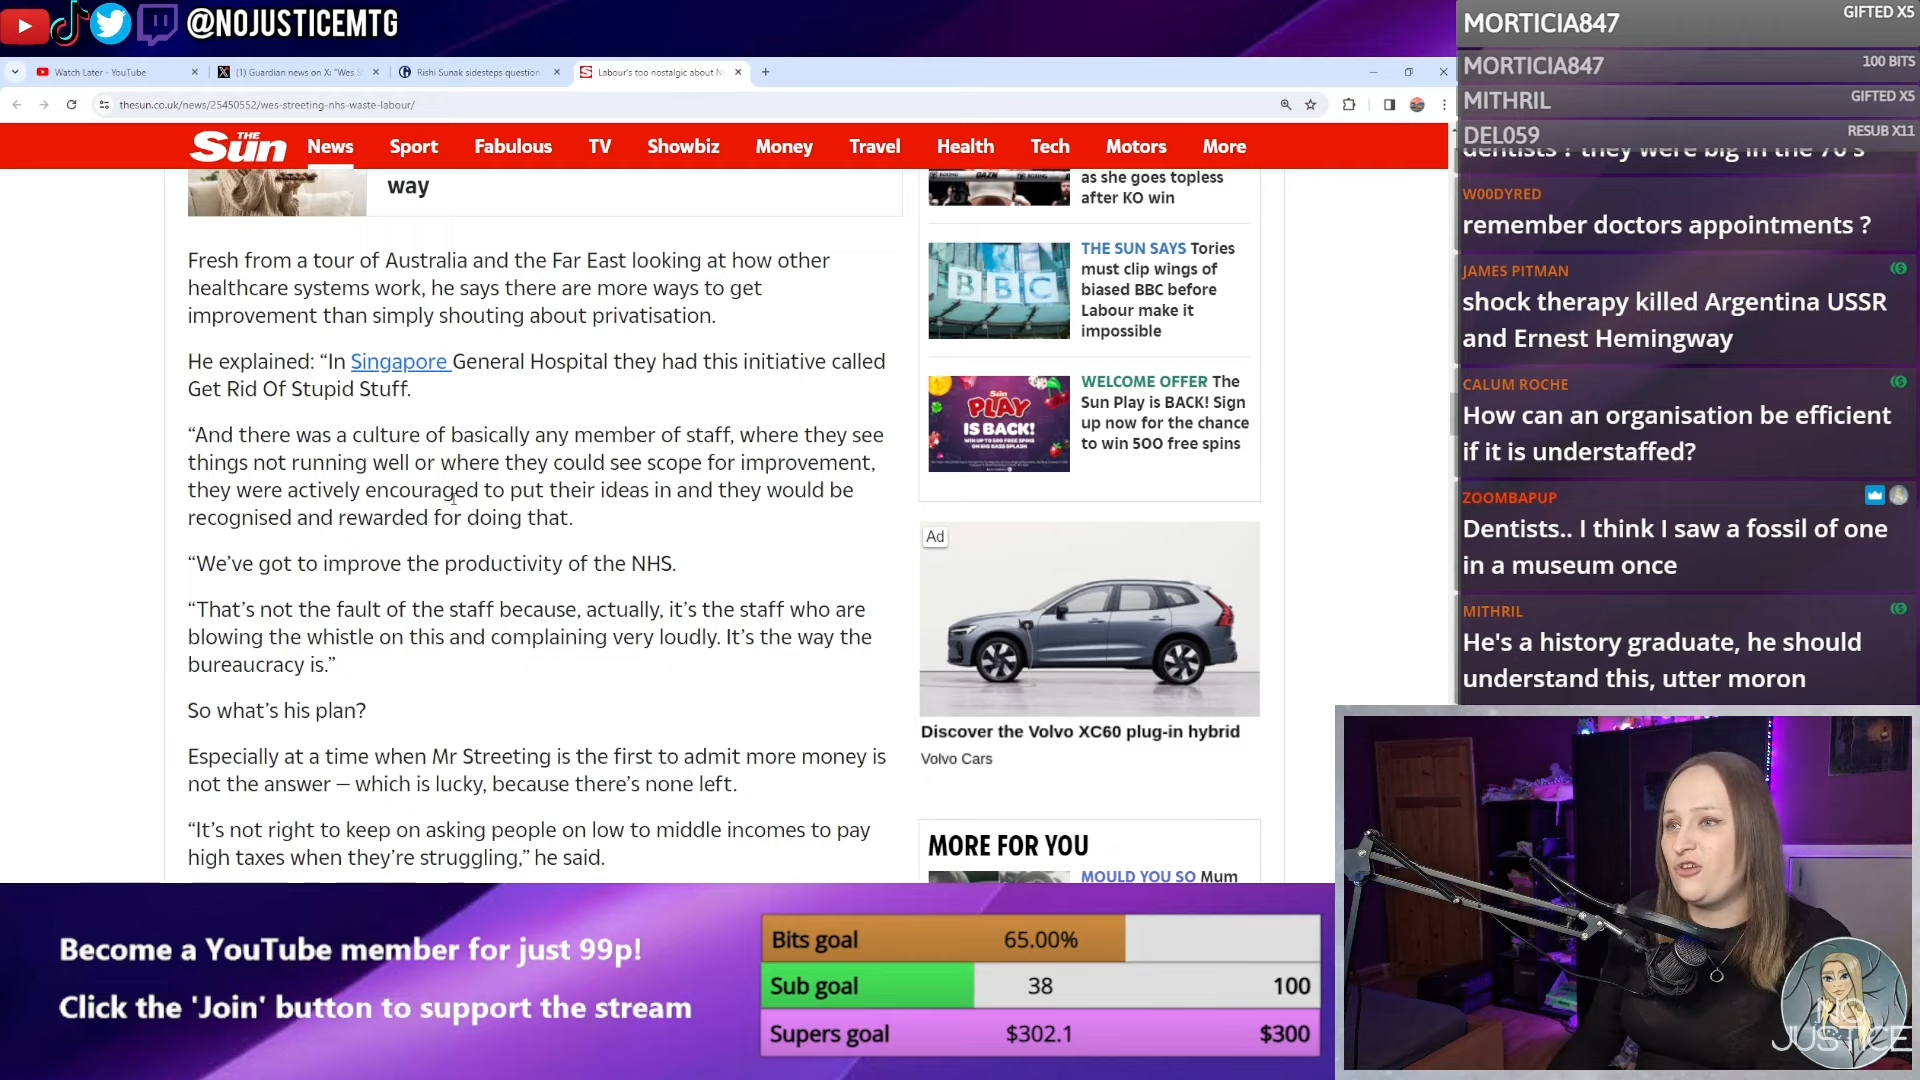 @NOJUSTICEMTG
Watch Later - YouTube
(1) Guardian news on X: "Wes S
Rishi Sunak sidesteps question
Labour's too nostalgic about N
thesun.co.uk/news/25450552/wes-streeting-nhs-waste-labour/
THE
Sun
News
Sport
Fabulous
TV
Showbiz
Money
Travel
Health
Tech
Motors
More
way
Fresh from a tour of Australia and the Far East looking at how other
healthcare systems work, he says there are more ways to get
improvement than simply shouting about privatisation.
He explained: “In Singapore General Hospital they had this initiative called
Get Rid Of Stupid Stuff.
“And there was a culture of basically any member of staff, where they see
things not running well or where they could see scope for improvement,
they were actively encouraged to put their ideas in and they would be
recognised and rewarded for doing that.
“We’ve got to improve the productivity of the NHS.
“That’s not the fault of the staff because, actually, it’s the staff who are
blowing the whistle on this and complaining very loudly. It’s the way the
bureaucracy is.”
So what’s his plan?
Especially at a time when Mr Streeting is the first to admit more money is
not the answer — which is lucky, because there’s none left.
“It’s not right to keep on asking people on low to middle incomes to pay
high taxes when they’re struggling,” he said.
as she goes topless
after KO win
BBC
THE SUN SAYS Tories
must clip wings of
biased BBC before
Labour make it
impossible
Sun
PLAY
IS BACK!
WELCOME OFFER The
Sun Play is BACK! Sign
up now for the chance
to win 500 free spins
Ad
Discover the Volvo XC60 plug-in hybrid
Volvo Cars
MORE FOR YOU
MOULD YOU SO Mum
MORTICIA847
GIFTED X5
MORTICIA847
100 BITS
MITHRIL
GIFTED X5
DEL059
RESUB X11
dentists ? they were big in the 70's
W00DYRED
remember doctors appointments ?
JAMES PITMAN
shock therapy killed Argentina USSR
and Ernest Hemingway
CALUM ROCHE
How can an organisation be efficient
if it is understaffed?
ZOOMBAPUP
Dentists.. I think I saw a fossil of one
in a museum once
MITHRIL
He's a history graduate, he should
understand this, utter moron
Become a YouTube member for just 99p!
Click the 'Join' button to support the stream
Bits goal
65.00%
Sub goal
38
100
Supers goal
$302.1
$300
NO
JUSTICE